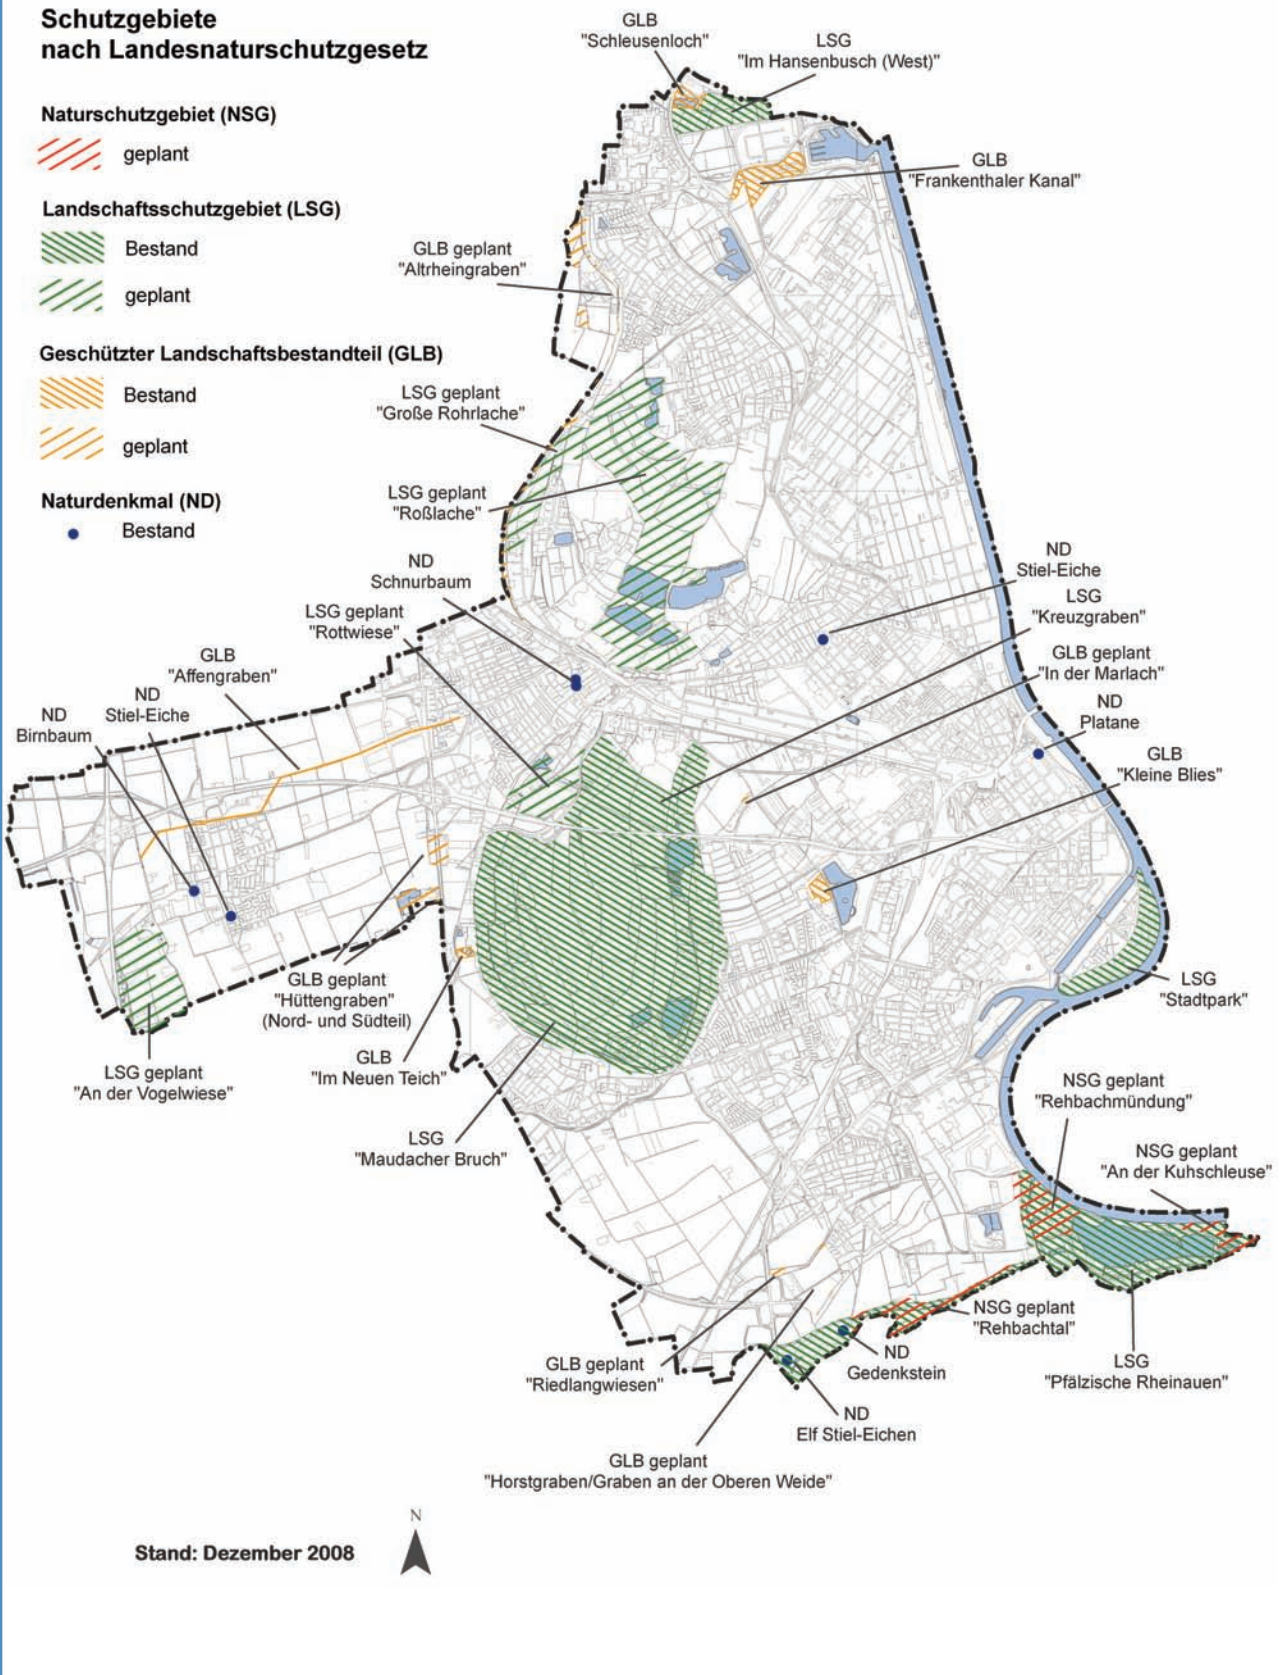 Schutzgebiete
nach Landesnaturschutzgesetz
Naturschutzgebiet (NSG)
geplant
Landschaftsschutzgebiet (LSG)
Bestand
geplant
Geschützter Landschaftsbestandteil (GLB)
Bestand
geplant
Naturdenkmal (ND)
Bestand
GLB
"Schleusenloch"
LSG
"Im Hansenbusch (West)"
GLB
"Frankenthaler Kanal"
GLB geplant
"Altrheingraben"
LSG geplant
"Große Rohrlache"
LSG geplant
"Roßlache"
ND
Schnurbaum
LSG geplant
"Rottwiese"
GLB
"Affengraben"
ND
Stiel-Eiche
ND
Birnbaum
ND
Stiel-Eiche
LSG
"Kreuzgraben"
GLB geplant
"In der Marlach"
ND
Platane
GLB
"Kleine Blies"
LSG
"Stadtpark"
GLB geplant
"Hüttengraben"
(Nord- und Südteil)
GLB
"Im Neuen Teich"
LSG geplant
"An der Vogelwiese"
LSG
"Maudacher Bruch"
NSG geplant
"Rehbachmündung"
NSG geplant
"An der Kuhschleuse"
NSG geplant
"Rehbachtal"
LSG
"Pfälzische Rheinauen"
ND
Gedenkstein
GLB geplant
"Riedlangwiesen"
ND
Elf Stiel-Eichen
GLB geplant
"Horstgraben/Graben an der Oberen Weide"
N
Stand: Dezember 2008